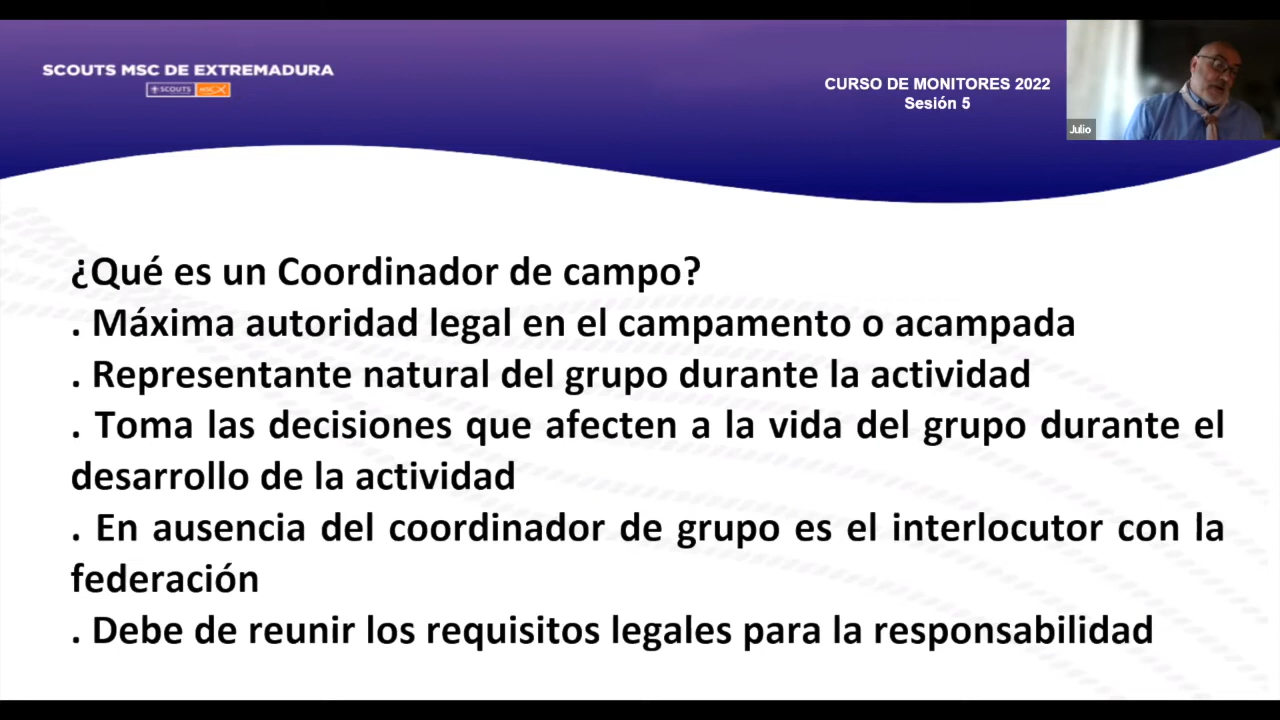 SCOUTS MSC DE EXTREMADURA
SCOUTS MSC
CURSO DE MONITORES 2022
Sesión 5
Julio
¿Qué es un Coordinador de campo?
. Máxima autoridad legal en el campamento o acampada
. Representante natural del grupo durante la actividad
. Toma las decisiones que afecten a la vida del grupo durante el
desarrollo de la actividad
. En ausencia del coordinador de grupo es el interlocutor con la
federación
. Debe de reunir los requisitos legales para la responsabilidad